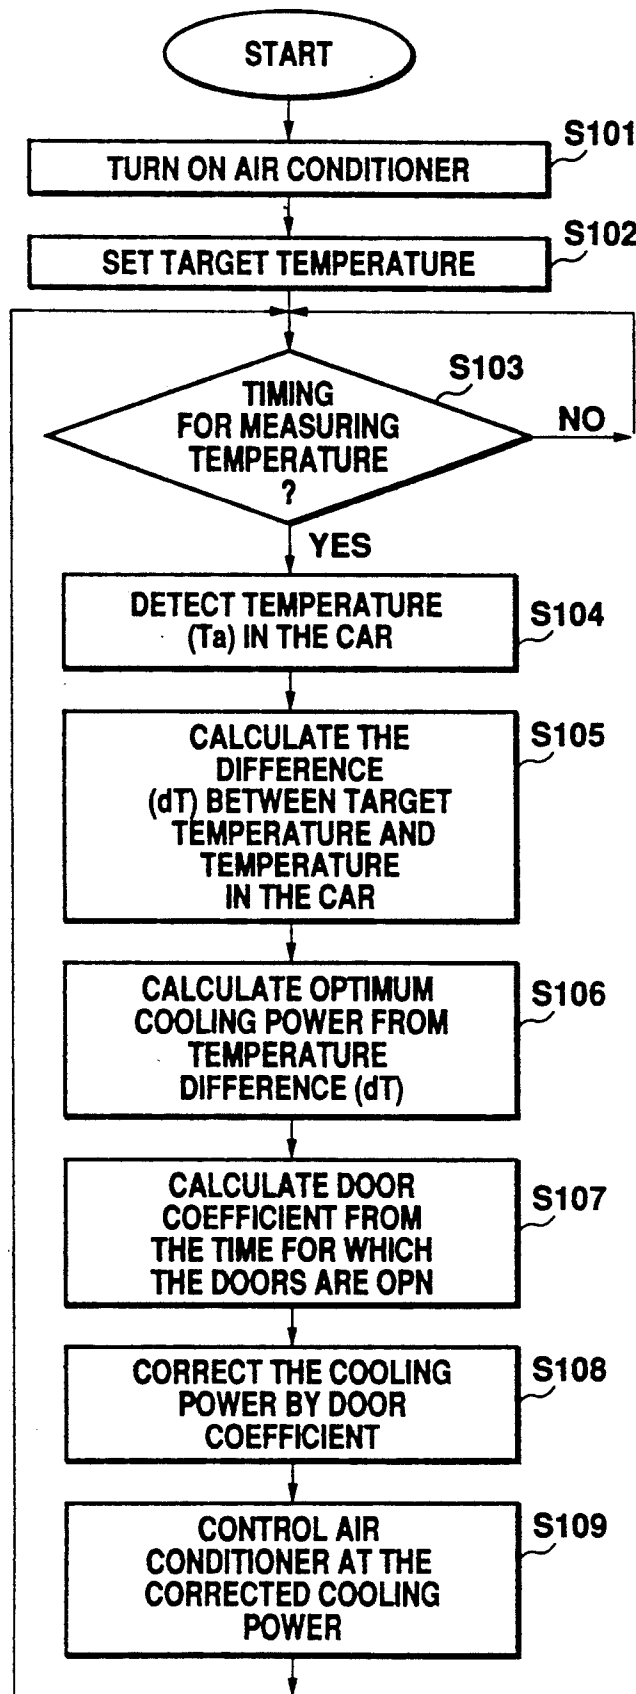 START
S101
TURN ON AIR CONDITIONER
S102
SET TARGET TEMPERATURE
S103
TIMING
FOR MEASURING
TEMPERATURE
?
NO
YES
DETECT TEMPERATURE
(Ta) IN THE CAR
S104
CALCULATE THE
DIFFERENCE
(dT) BETWEEN TARGET
TEMPERATURE AND
TEMPERATURE
IN THE CAR
S105
CALCULATE OPTIMUM
COOLING POWER FROM
TEMPERATURE
DIFFERENCE (dT)
S106
CALCULATE DOOR
COEFFICIENT FROM
THE TIME FOR WHICH
THE DOORS ARE OPN
S107
CORRECT THE COOLING
POWER BY DOOR
COEFFICIENT
S108
CONTROL AIR
CONDITIONER AT THE
CORRECTED COOLING
POWER
S109